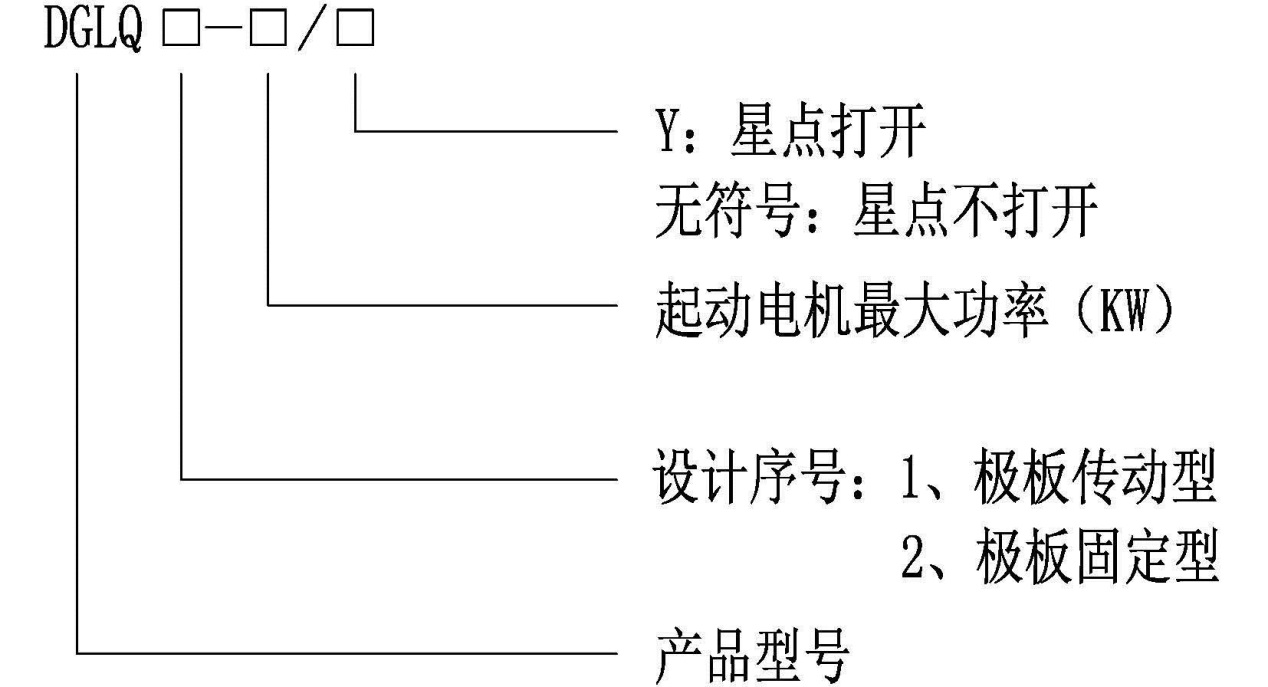 DGLQ □-□/□
Y：星点打开
无符号：星点不打开
起动电机最大功率（KW）
设计序号：1、极板传动型
2、极板固定型
产品型号